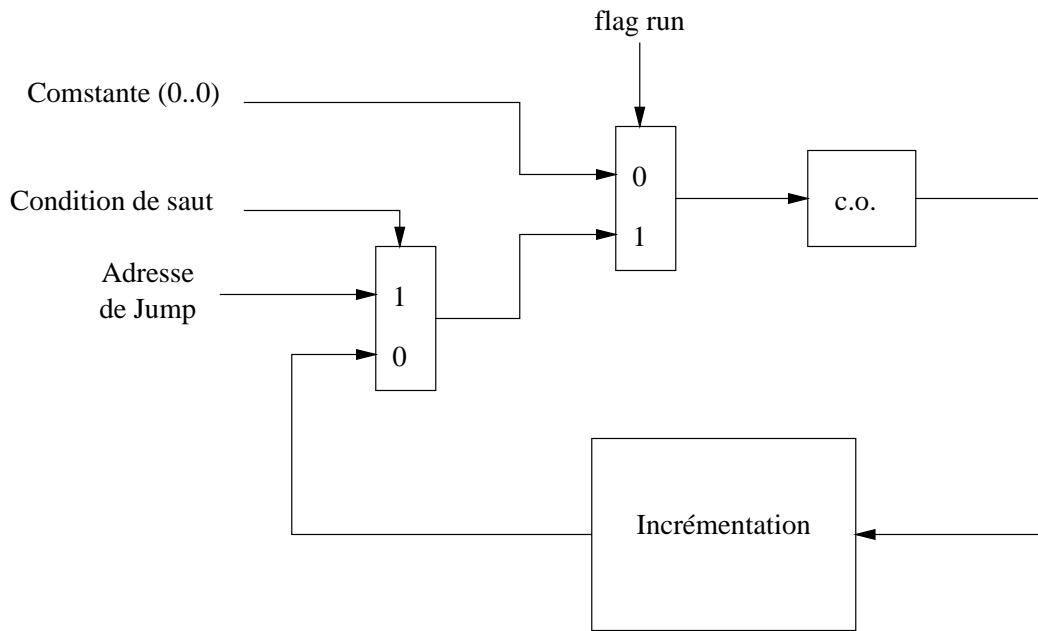 flag run
Comstante (0..0)
0
c.o.
Condition de saut
1
Adresse
de Jump
1
0
Incrémentation